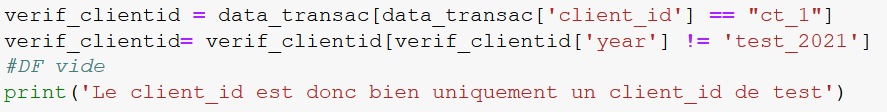 verif_clientid = data_transac[data_transac['client_id'] == "ct_1"]
verif_clientid= verif_clientid[verif_clientid['year'] != 'test_2021']
#DF vide
print('Le client_id est donc bien uniquement un client_id de test')